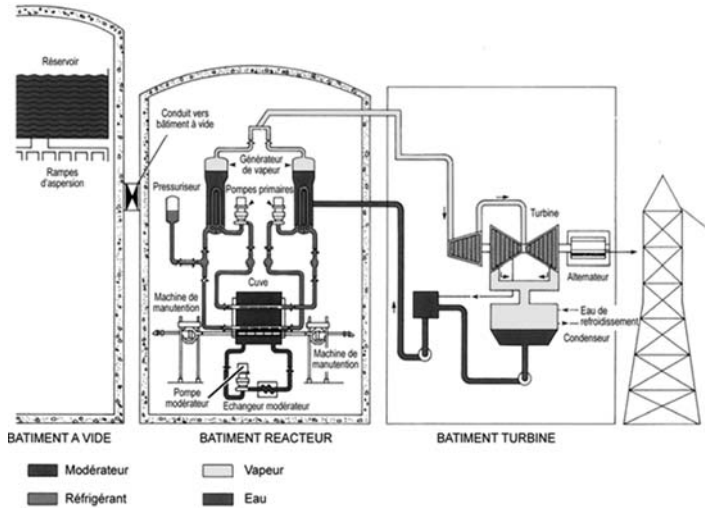 Réservoir
Rampes
d'aspersion
Conduit vers
bâtiment à vide
Générateur
de vapeur
Pressuriseur
Pompes primaires
Cuve
Machine de
manutention
Machine de
manutention
Pompe
modérateur
Echangeur modérateur
Turbine
Alternateur
Eau de
refroidissement
Condenseur
BATIMENT A VIDE
BATIMENT REACTEUR
BATIMENT TURBINE
Modérateur
Vapeur
Réfrigérant
Eau